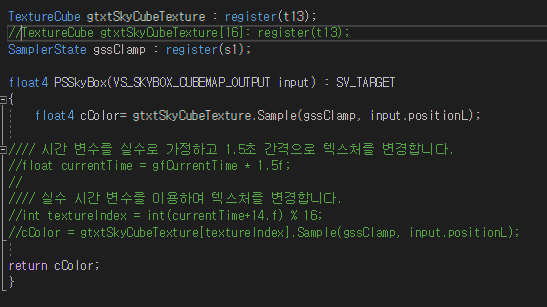 TextureCube gtxtSkyCubeTexture : register(t13);
//TextureCube gtxtSkyCubeTexture[16]: register(t13);
SamplerState gssClamp : register(s1);
float4 PSSkyBox(VS_SKYBOX_CUBEMAP_OUTPUT input) : SV_TARGET
{
float4 cColor= gtxtSkyCubeTexture.Sample(gssClamp, input.positionL);
//// 시간 변수를 실수로 가정하고 1.5초 간격으로 텍스처를 변경합니다.
//float currentTime = gfCurrentTime * 1.5f;
//
//// 실수 시간 변수를 이용하여 텍스처를 변경합니다.
//int textureIndex = int(currentTime+14.f) % 16;
//cColor = gtxtSkyCubeTexture[textureIndex].Sample(gssClamp, input.positionL);
return cColor;
}